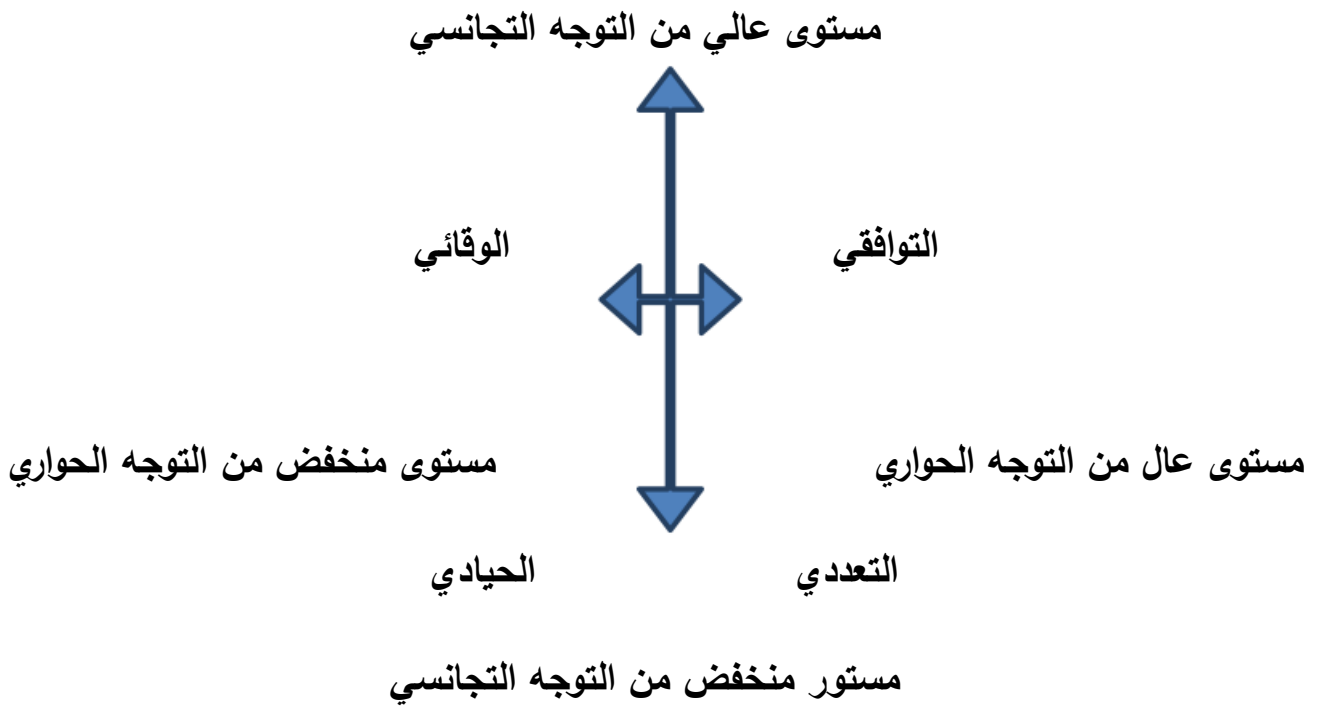 مستوى عالي من التوجه التجانسي
التوافقي
الوقائي
مستوى عال من التوجه الحواري
مستوى منخفض من التوجه الحواري
التعددي
الحيادي
مستور منخفض من التوجه التجانسي